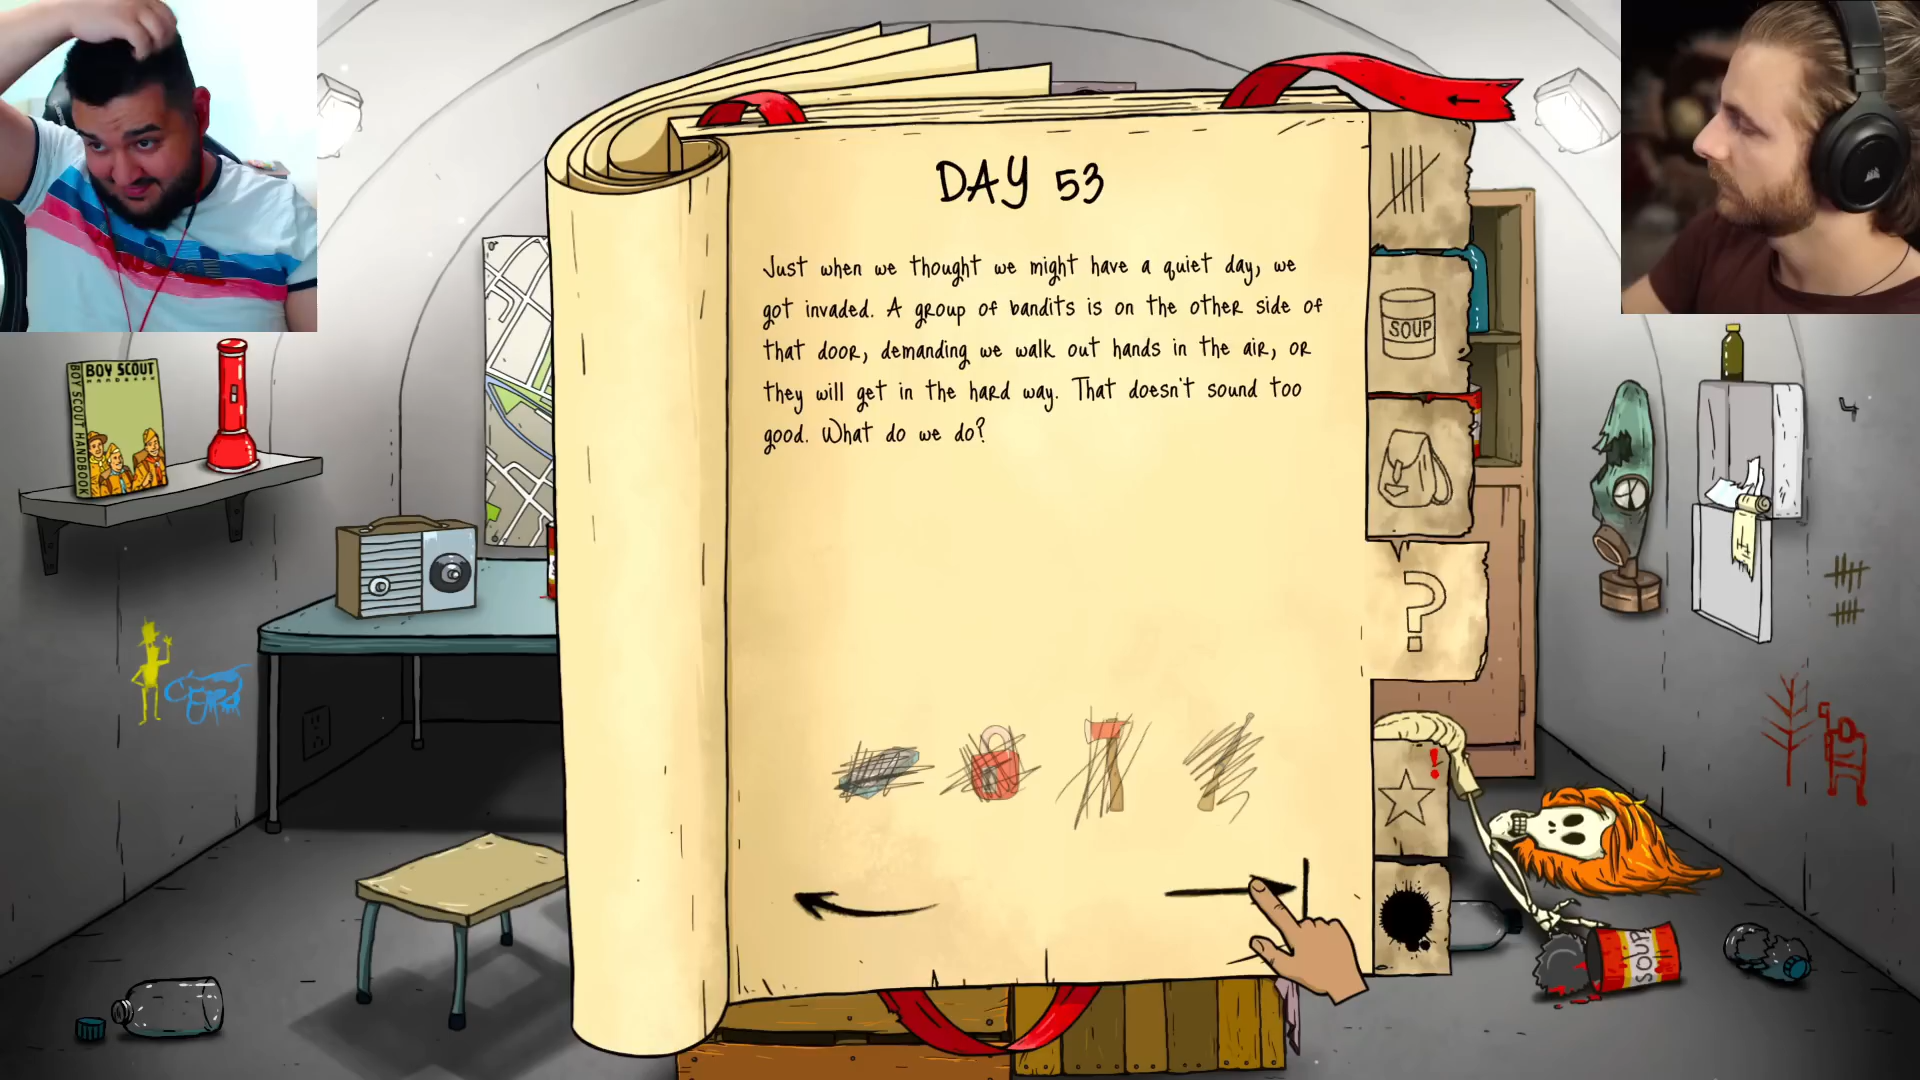 DAY 53
Just when we thought we might have a quiet day, we
got invaded. A group of bandits is on the other side of
that door, demanding we walk out hands in the air, or
they will get in the hard way. That doesn't sound too
good. What do we do?
BOY SCOUT
HANDBOOK
BOY SCOUT HANDBOOK
SOUP
?
!
SOUP
4